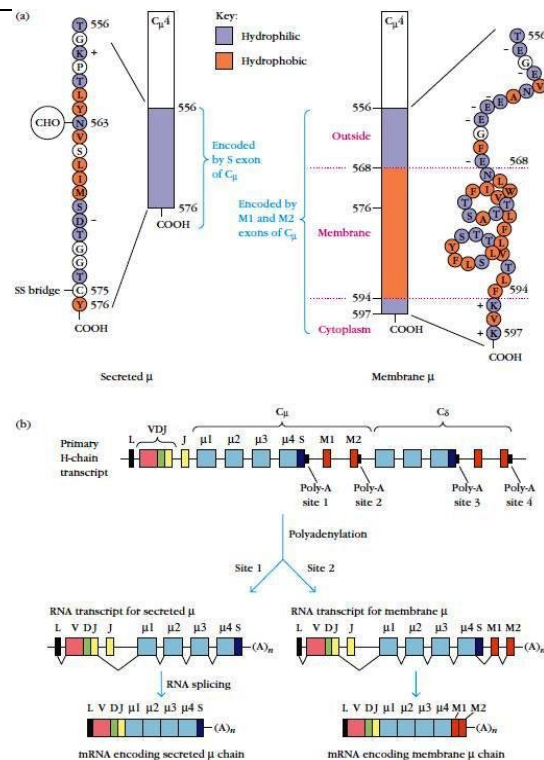 (a)
556
T
G
K +
P
T
L
Y
CHO N 563
V
S
L
I
M
S
D –
T
G
G
T
SS bridge C 575
Y 576
COOH
Cμ4
556
576
COOH
Encoded
by S exon
of Cμ
Secreted μ
Key:
Hydrophilic
Hydrophobic
Cμ4
556
Outside
568
576
Membrane
594
597
Cytoplasm
COOH
Encoded by M1 and M2
exons of Cμ
T 556
E
G
E
V
N
A
E
E
E
G
F
E 568
N
L
W
F I V T
S T A T L
S T T F
Y L
F L S L V T
L
F 594
+ K
V
+ K 597
COOH
Membrane μ
(b)
Cμ Cδ
VDJ
L J μ1 μ2 μ3 μ4 S M1 M2
Primary
H-chain
transcript
Poly-A
site 1
Poly-A
site 2
Poly-A
site 3
Poly-A
site 4
Polyadenylation
Site 1 Site 2
RNA transcript for secreted μ
L V D J J μ1 μ2 μ3 μ4 S
(A)n
RNA splicing
L V D J μ1 μ2 μ3 μ4 S
(A)n
mRNA encoding secreted μ chain
RNA transcript for membrane μ
L V D J J μ1 μ2 μ3 μ4 S M1 M2
(A)n
L V D J μ1 μ2 μ3 μ4 M1 M2
(A)n
mRNA encoding membrane μ chain